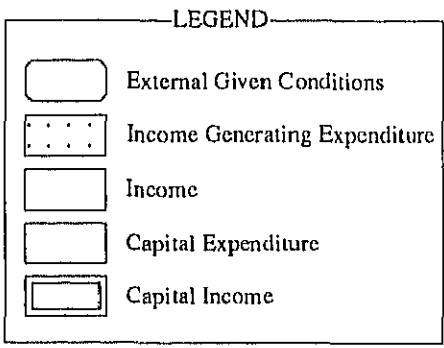 LEGEND
External Given Conditions
Income Generating Expenditure
Income
Capital Expenditure
Capital Income